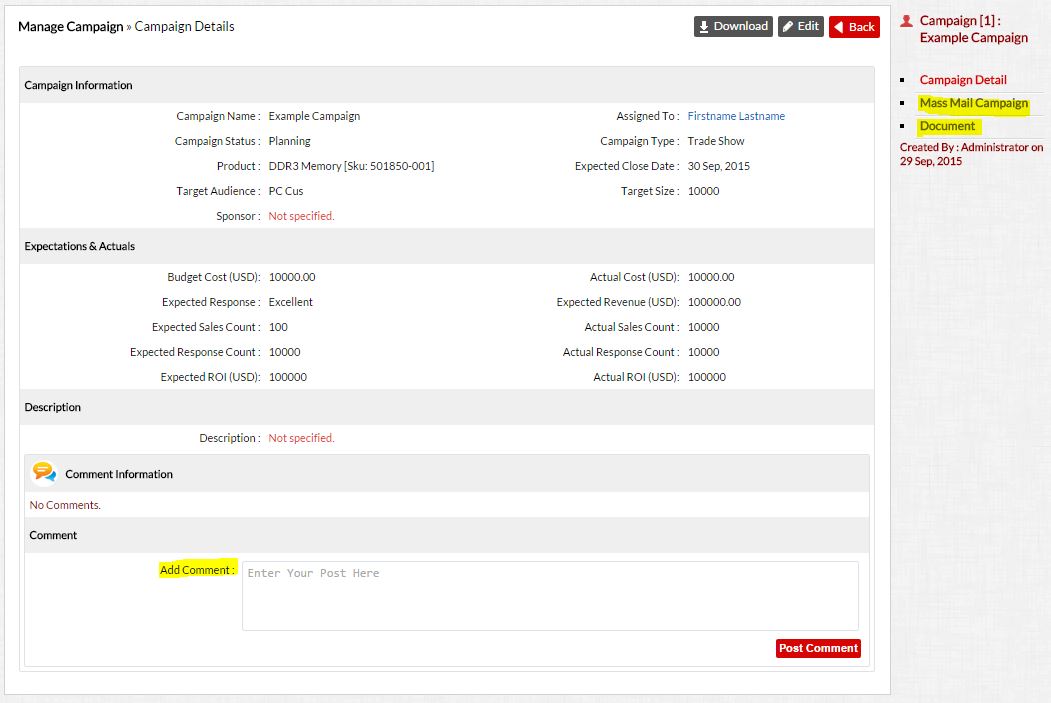 Manage Campaign » Campaign Details
Download
Edit
Back
Campaign Information
Campaign Name : Example Campaign
Assigned To : Firstname Lastname
Campaign Status : Planning
Campaign Type : Trade Show
Product : DDR3 Memory [Sku: 501850-001]
Expected Close Date : 30 Sep, 2015
Target Audience : PC Cus
Target Size : 10000
Sponsor : Not specified.
Expectations & Actuals
Budget Cost (USD): 10000.00
Actual Cost (USD): 10000.00
Expected Response : Excellent
Expected Revenue (USD): 100000.00
Expected Sales Count : 100
Actual Sales Count : 10000
Expected Response Count : 10000
Actual Response Count : 10000
Expected ROI (USD): 100000
Actual ROI (USD): 100000
Description
Description : Not specified.
Comment Information
No Comments.
Comment
Add Comment :
Enter Your Post Here
Post Comment
Campaign [1] :
Example Campaign
Campaign Detail
Mass Mail Campaign
Document
Created By : Administrator on
29 Sep, 2015